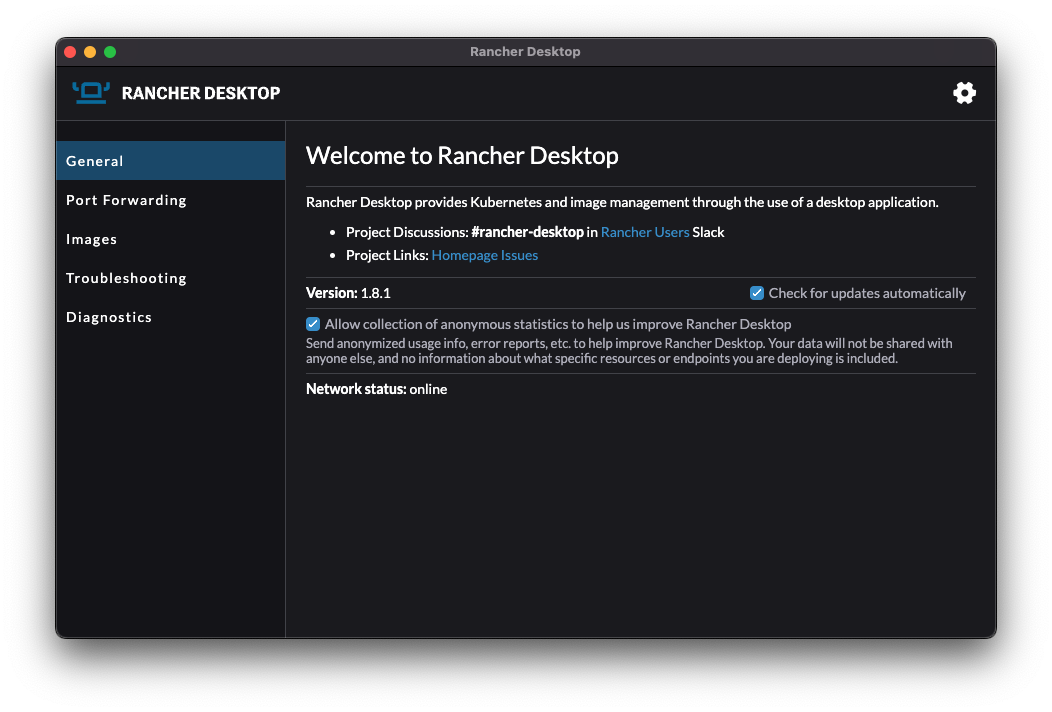 Rancher Desktop
RANCHER DESKTOP
General
Port Forwarding
Images
Troubleshooting
Diagnostics
Welcome to Rancher Desktop
Rancher Desktop provides Kubernetes and image management through the use of a desktop application.
• Project Discussions: #rancher-desktop in Rancher Users Slack
• Project Links: Homepage Issues
Version: 1.8.1
Check for updates automatically
Allow collection of anonymous statistics to help us improve Rancher Desktop
Send anonymized usage info, error reports, etc. to help improve Rancher Desktop. Your data will not be shared with
anyone else, and no information about what specific resources or endpoints you are deploying is included.
Network status: online